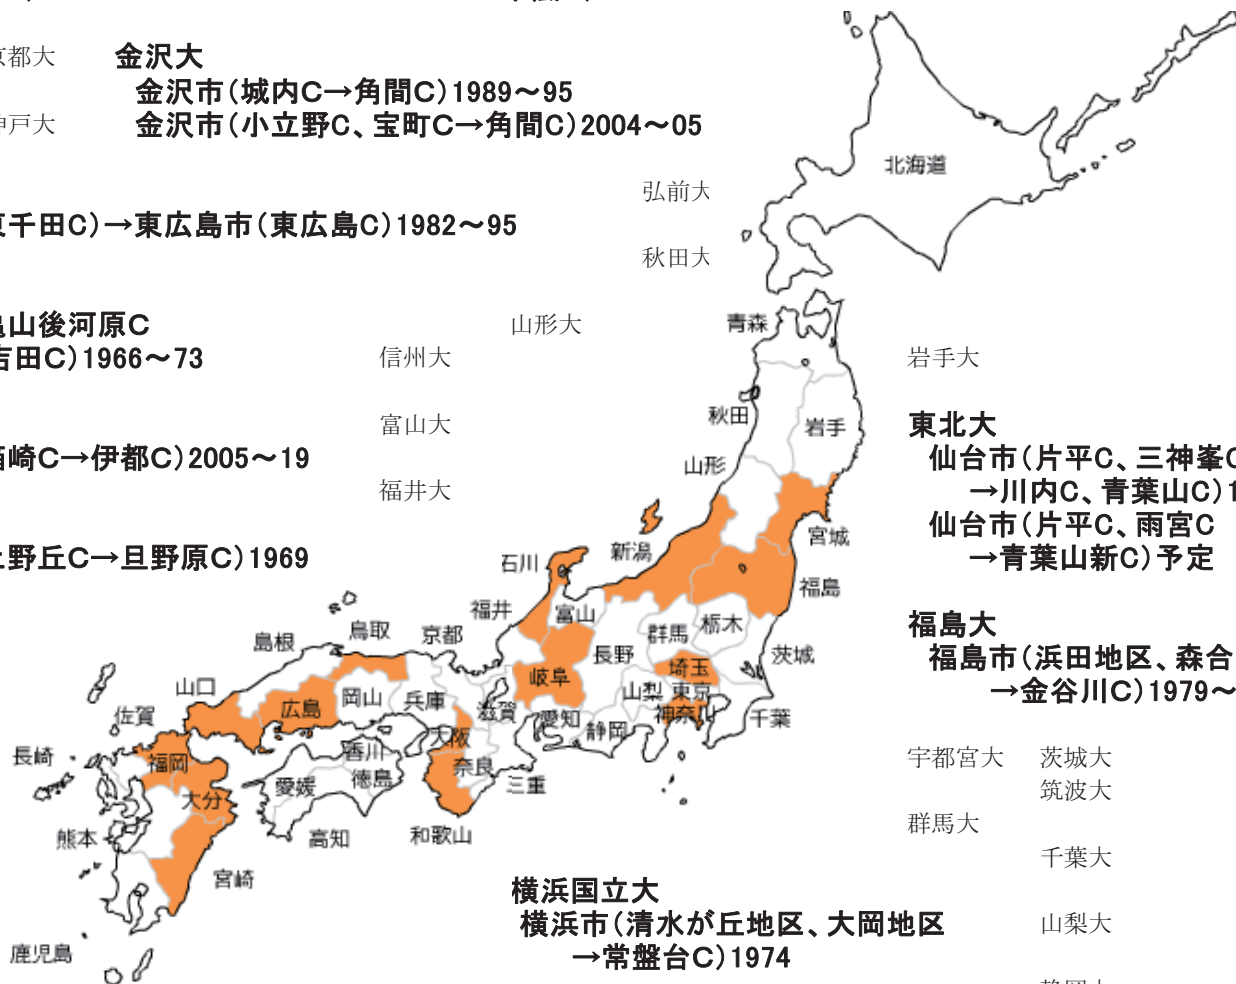 京都大
金沢大
金沢市(城内C→角間C)1989～95
神戸大
金沢市(小立野C、宝町C→角間C)2004～05
弘前大
東千田C)→東広島市(東広島C)1982～95
秋田大
亀山後河原C
吉田C)1966～73
山形大
信州大
岩手大
富山大
箱崎C→伊都C)2005～19
福井大
上野丘C→旦野原C)1969
東北大
仙台市(片平C、三神峯C
→川内C、青葉山C)1
仙台市(片平C、雨宮C
→青葉山新C)予定
福島大
福島市(浜田地区、森合
→金谷川C)1979～
宇都宮大
茨城大
筑波大
群馬大
千葉大
山梨大
横浜国立大
横浜市(清水が丘地区、大岡地区
→常盤台C)1974
北海道
青森
秋田
岩手
山形
宮城
新潟
福島
石川
福井
富山
群馬
栃木
茨城
長野
埼玉
岐阜
山梨
東京
神奈川
千葉
静岡
愛知
滋賀
京都
鳥取
島根
山口
広島
岡山
兵庫
大阪
奈良
三重
和歌山
香川
徳島
愛媛
高知
佐賀
長崎
福岡
大分
熊本
宮崎
鹿児島